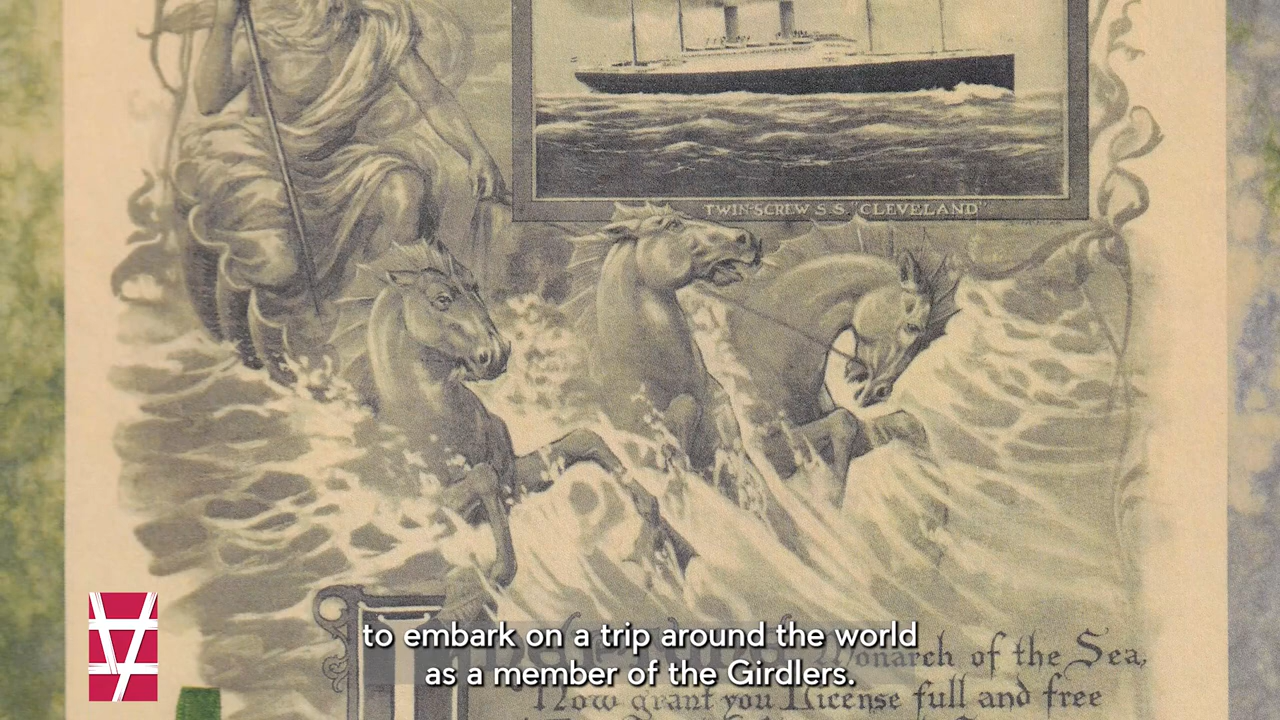 TWIN-SCREW S.S. "CLEVELAND"
to embark on a trip around the world
as a member of the Girdlers.
Monarch of the Sea,
Now grant you License full and free